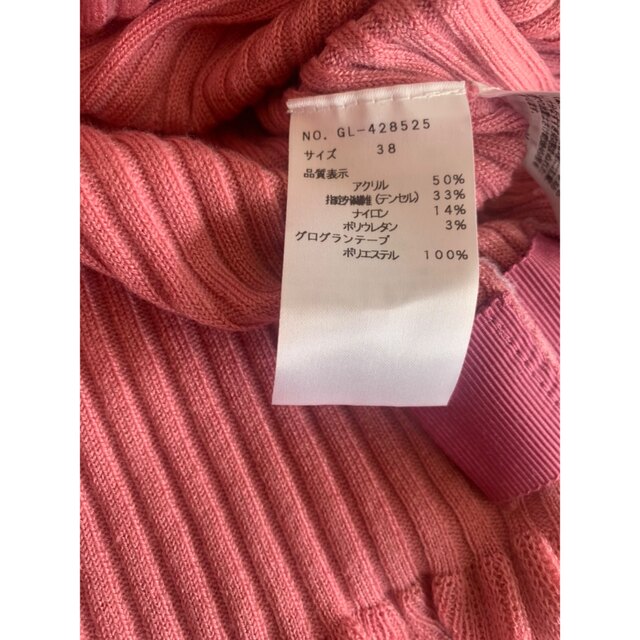 NO. GL-428525
サイズ 38
品質表示
アクリル 50%
指定外繊維 (テンセル) 33%
ナイロン 14%
ポリウレタン 3%
グログランテープ
ポリエステル 100%